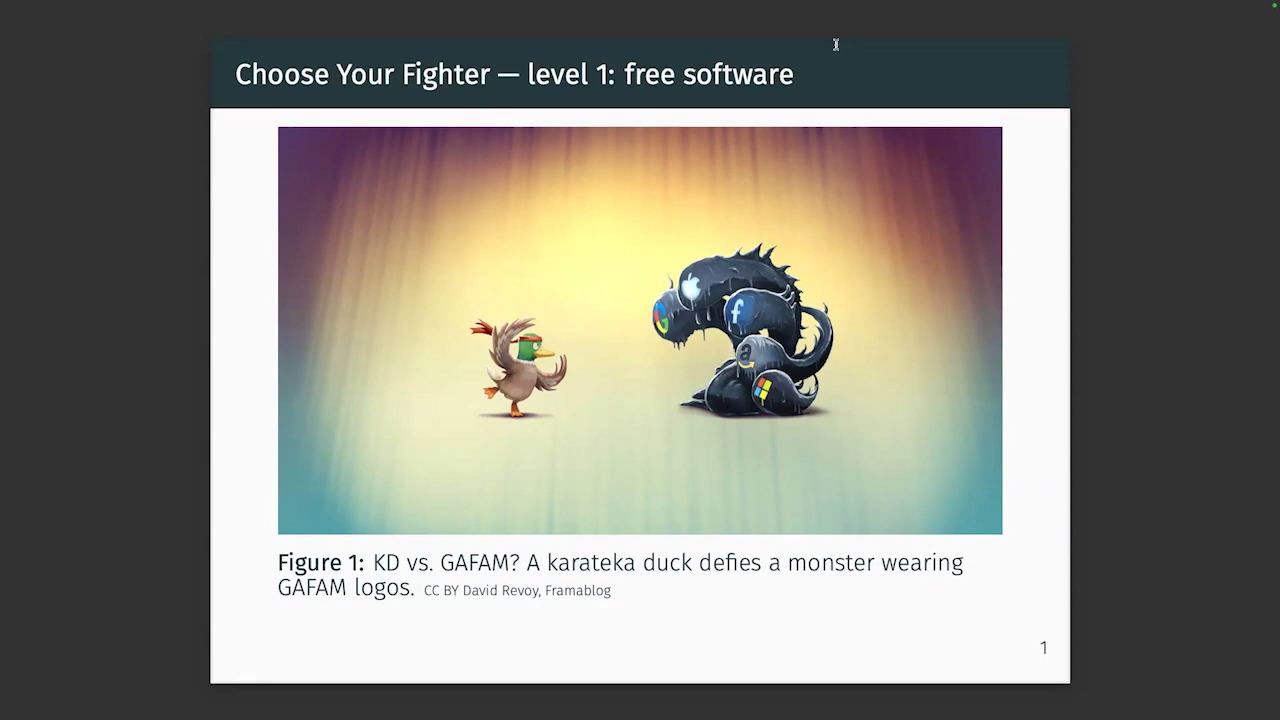 Choose Your Fighter — level 1: free software
f
a
Figure 1: KD vs. GAFAM? A karateka duck defies a monster wearing
GAFAM logos. CC BY David Revoy, Framablog
1